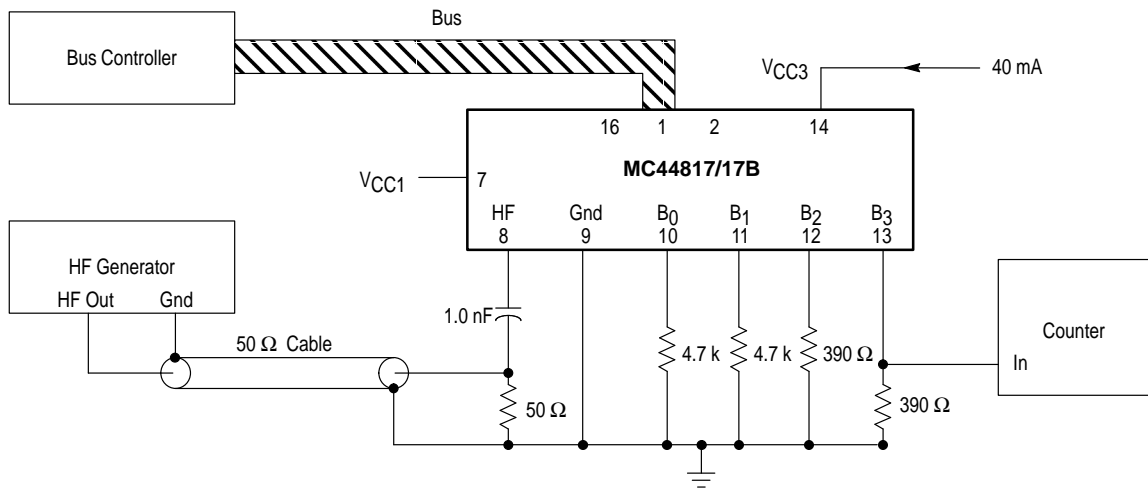 Bus
Bus Controller
VCC3
40 mA
16 1 2 14
MC44817/17B
VCC1
7
HF Gnd B0 B1 B2 B3
8 9 10 11 12 13
HF Generator
HF Out Gnd
1.0 nF
50 Ω Cable
4.7 k 4.7 k 390 Ω
Counter
In
50 Ω
390 Ω